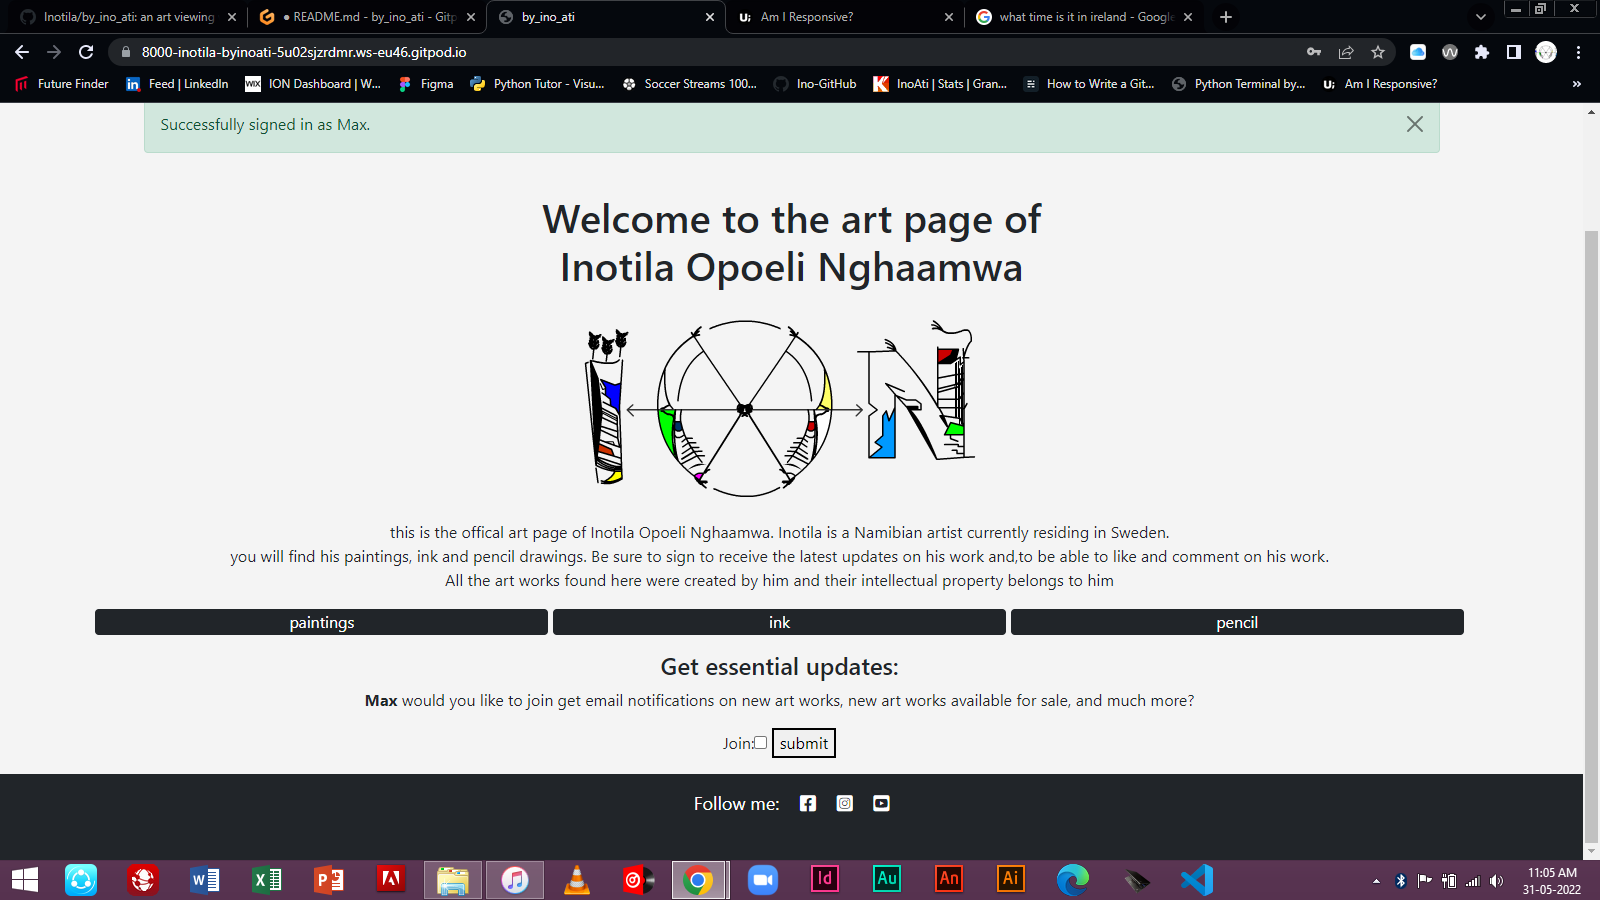 Inotila/by_ino_ati: an art viewing
README.md - by_ino_ati - Gitp
by_ino_ati
Am I Responsive?
what time is it in ireland - Google
8000-inotila-byinoati-5u02sjzrdmr.ws-eu46.gitpod.io
Future Finder
Feed | LinkedIn
ION Dashboard | W...
Figma
Python Tutor - Visu...
Soccer Streams 100...
Ino-GitHub
InoAti | Stats | Gran...
How to Write a Git...
Python Terminal by...
Am I Responsive?
Successfully signed in as Max.
Welcome to the art page of
Inotila Opoeli Nghaamwa
ION
this is the offical art page of Inotila Opoeli Nghaamwa. Inotila is a Namibian artist currently residing in Sweden.
you will find his paintings, ink and pencil drawings. Be sure to sign to receive the latest updates on his work and,to be able to like and comment on his work.
All the art works found here were created by him and their intellectual property belongs to him
paintings
ink
pencil
Get essential updates:
Max would you like to join get email notifications on new art works, new art works available for sale, and much more?
Join:
submit
Follow me:
11:05 AM
31-05-2022